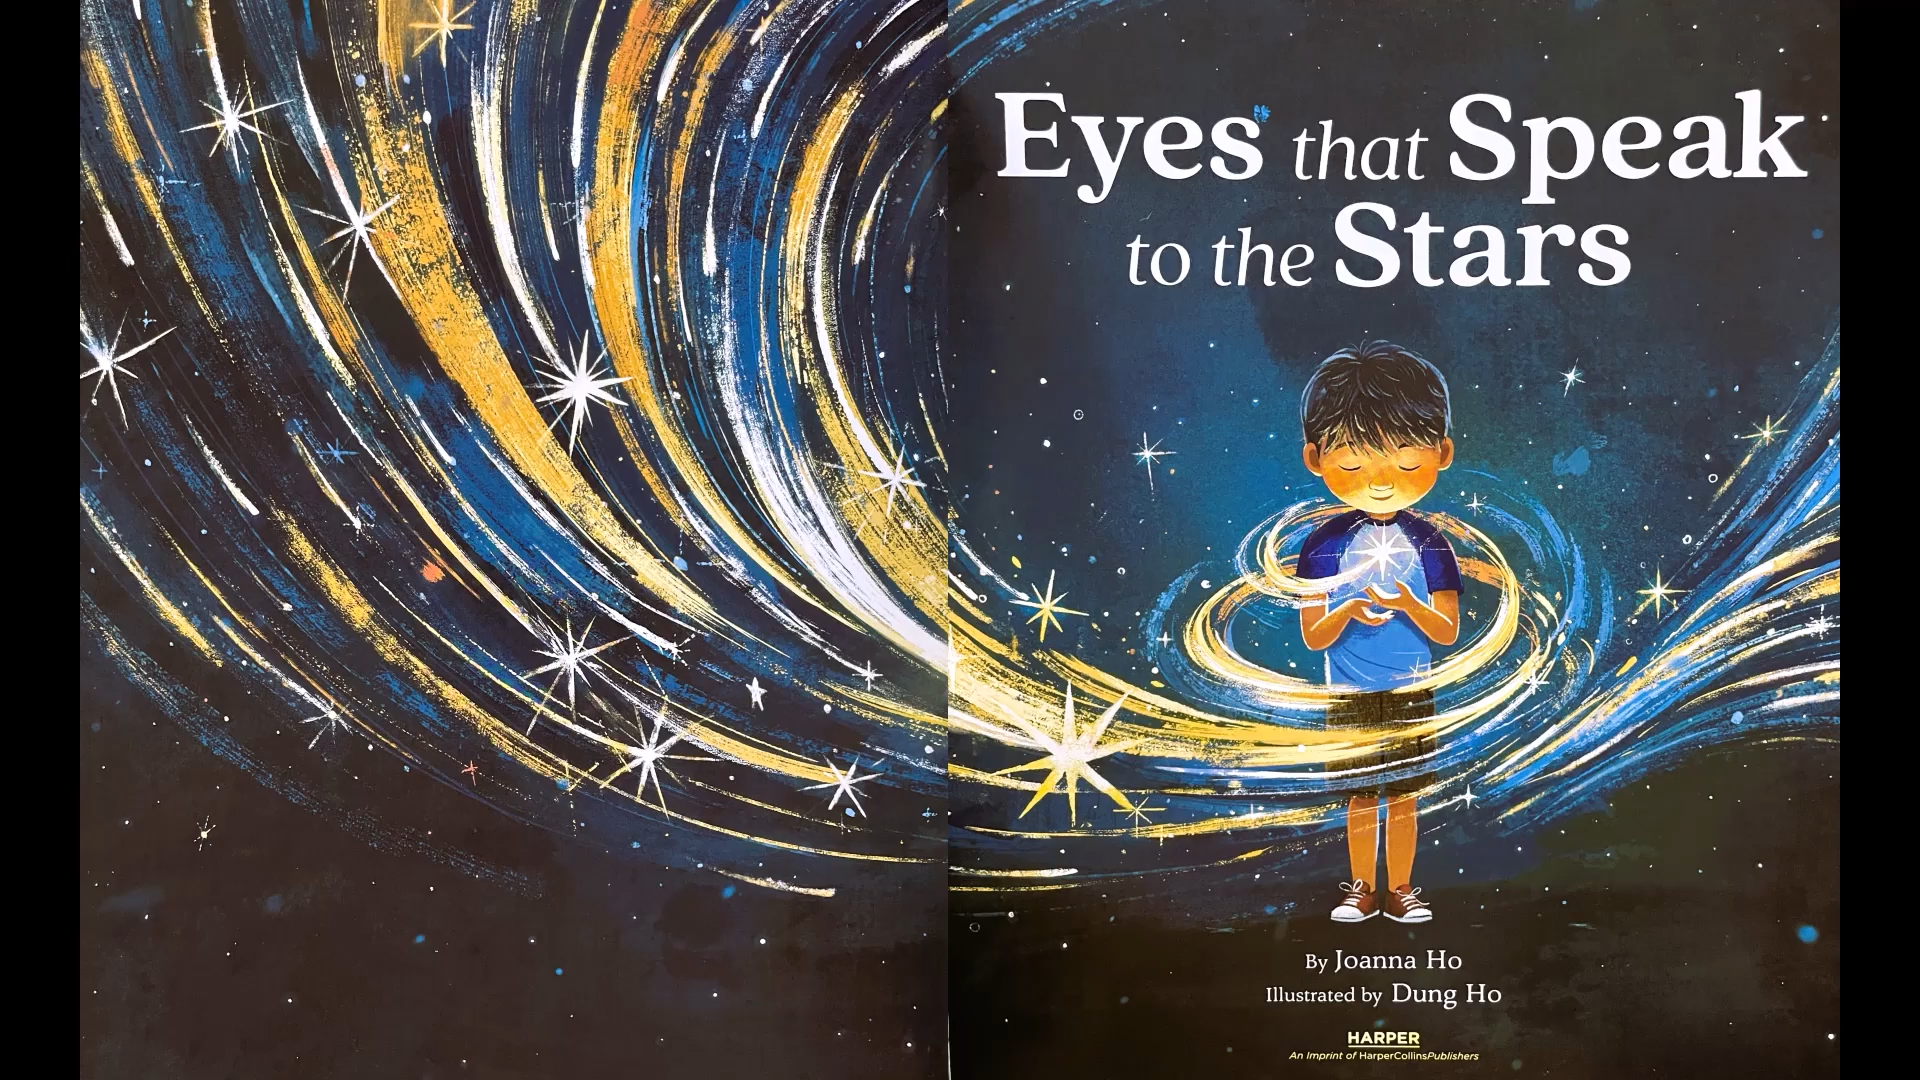 Eyes that Speak
to the Stars
By Joanna Ho
Illustrated by Dung Ho
HARPER
An Imprint of HarperCollinsPublishers